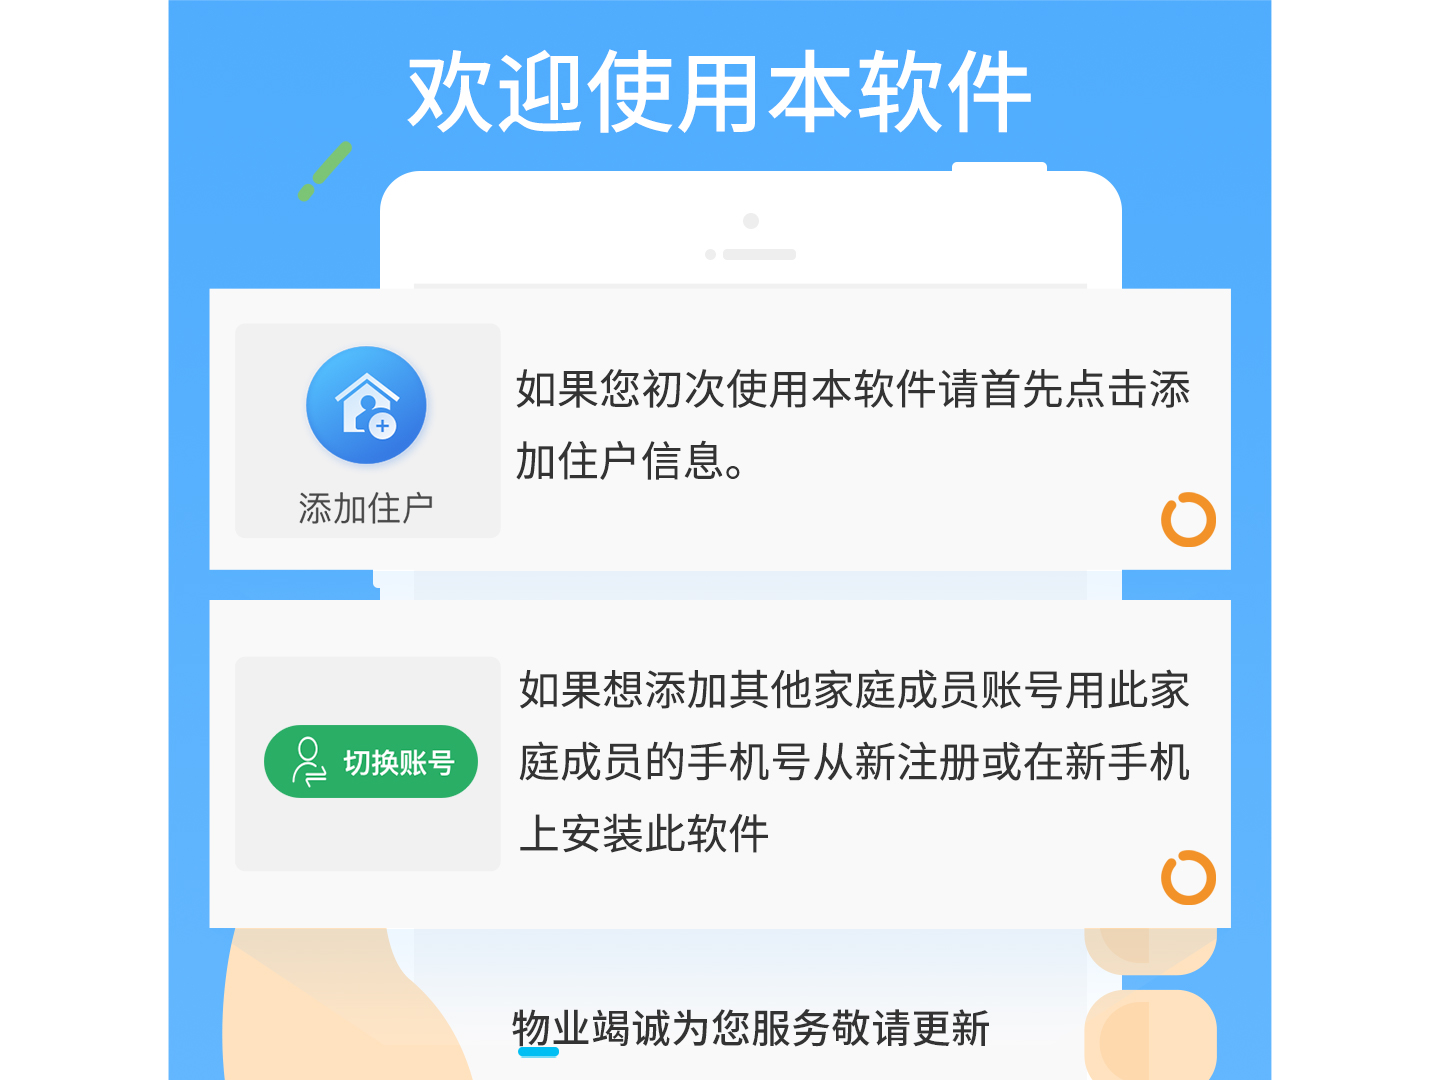 欢迎使用本软件
如果您初次使用本软件请首先点击添
加住户信息。
添加住户
如果想添加其他家庭成员账号用此家
庭成员的手机号从新注册或在新手机
上安装此软件
切换账号
物业竭诚为您服务敬请更新